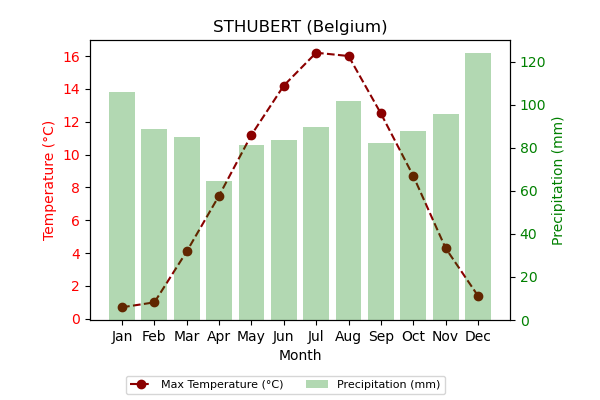 STHUBERT (Belgium)
16
14
12
10
8
6
4
2
0
Temperature (°C)
120
100
80
60
40
20
0
Precipitation (mm)
Jan Feb Mar Apr May Jun Jul Aug Sep Oct Nov Dec
Month
Max Temperature (°C) Precipitation (mm)